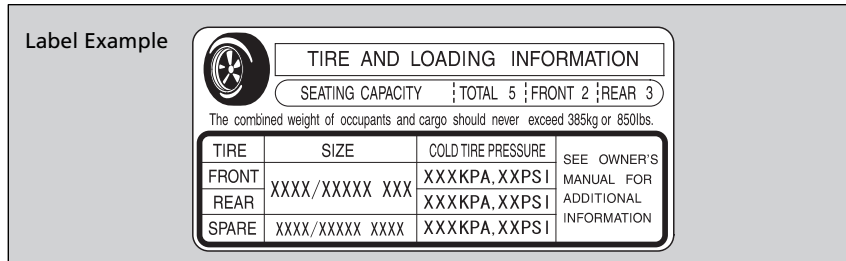 Label Example
TIRE AND LOADING INFORMATION
SEATING CAPACITY TOTAL 5 FRONT 2 REAR 3
The combined weight of occupants and cargo should never exceed 385kg or 850lbs.
TIRE SIZE COLD TIRE PRESSURE
SEE OWNER'S
MANUAL FOR
ADDITIONAL
INFORMATION
FRONT XXXX/XXXXX XXX XXXKPA,XXPSI
REAR XXXKPA,XXPSI
SPARE XXXX/XXXXX XXXX XXXKPA,XXPSI